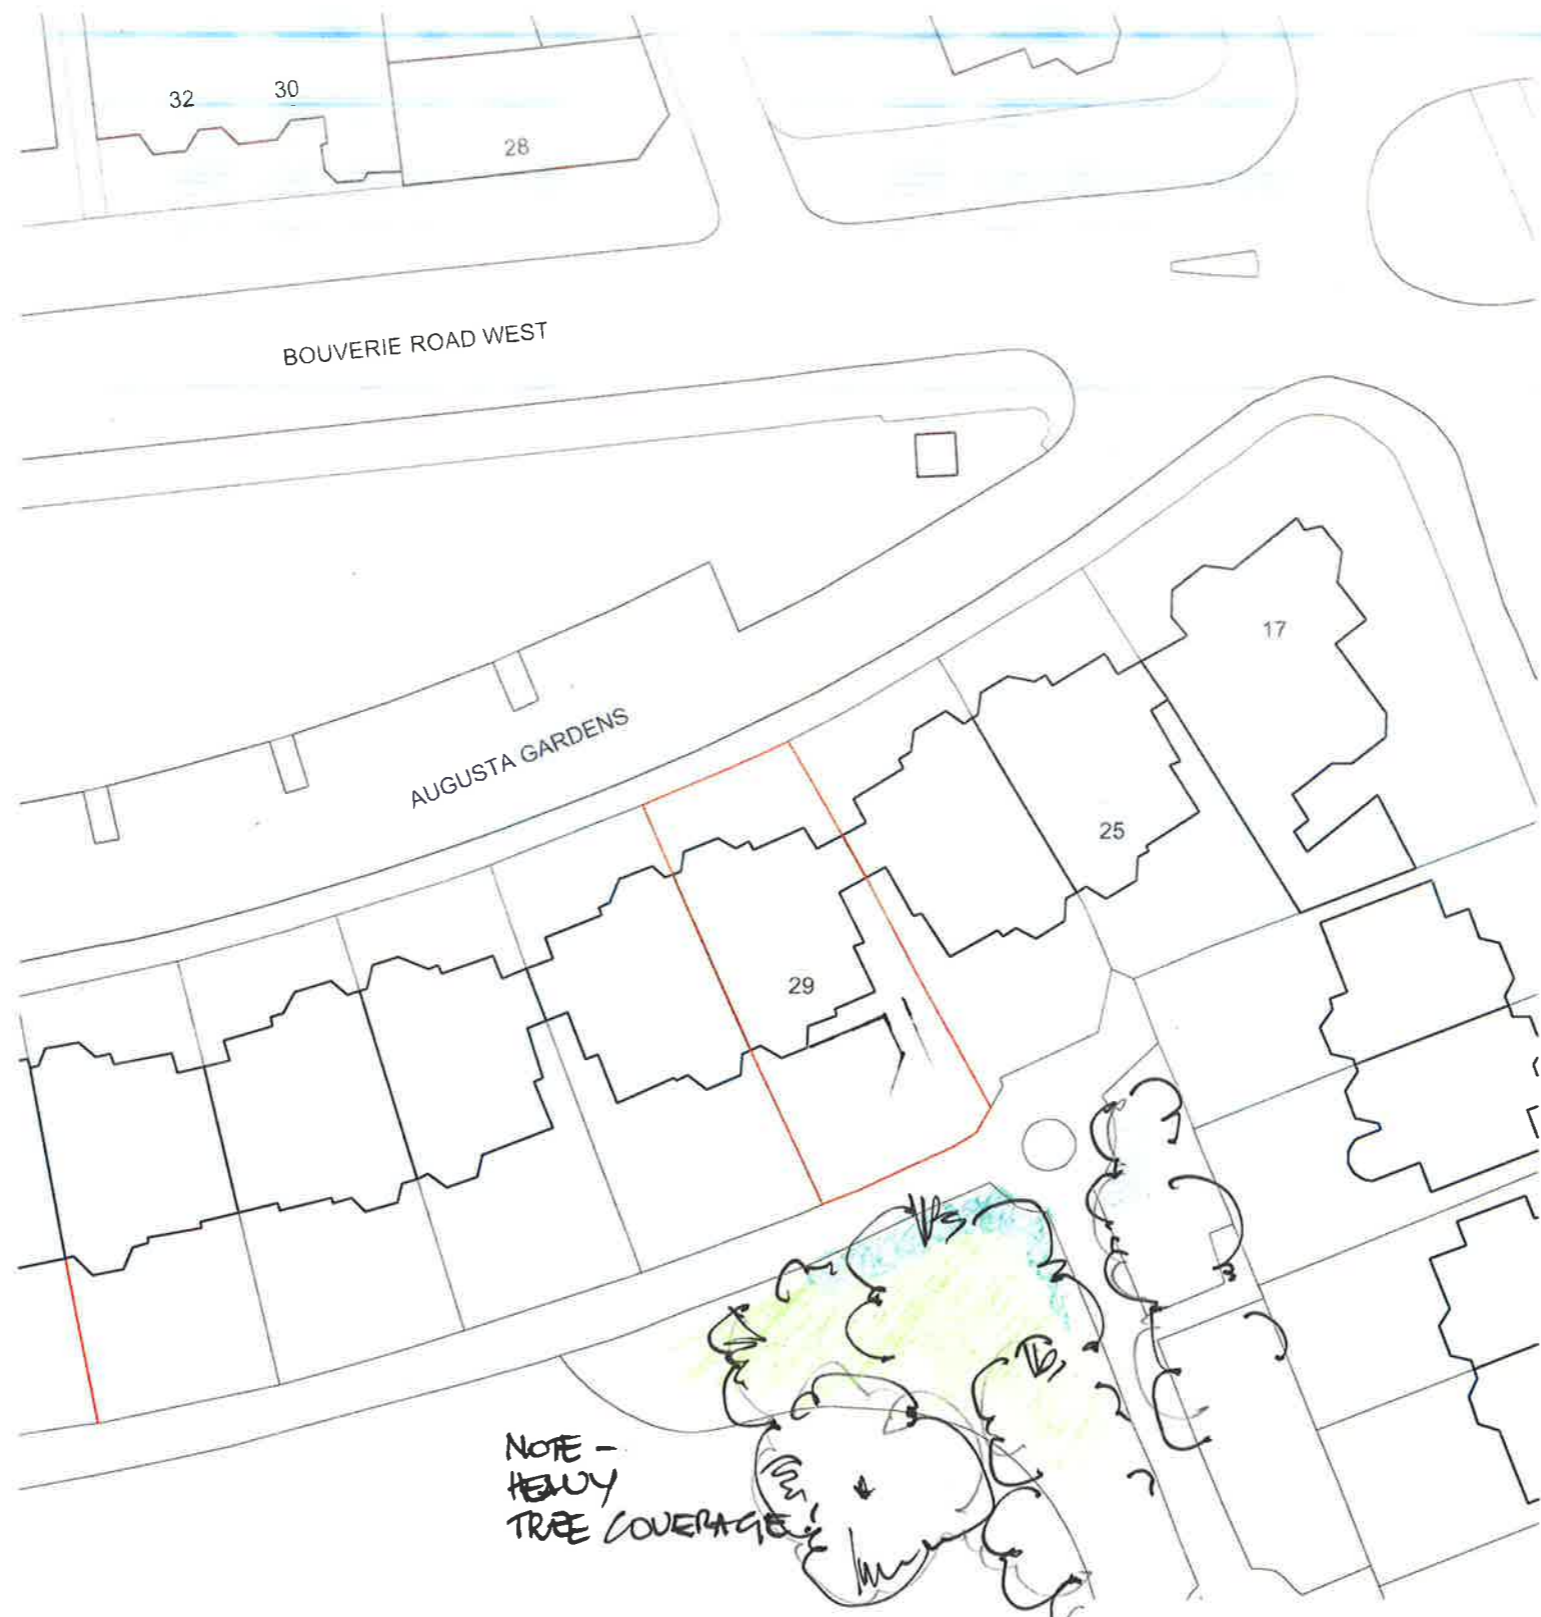 32
30
28
BOUVERIE ROAD WEST
17
AUGUSTA GARDENS
25
29
NOTE -
HEAVY
TREE COVERAGE